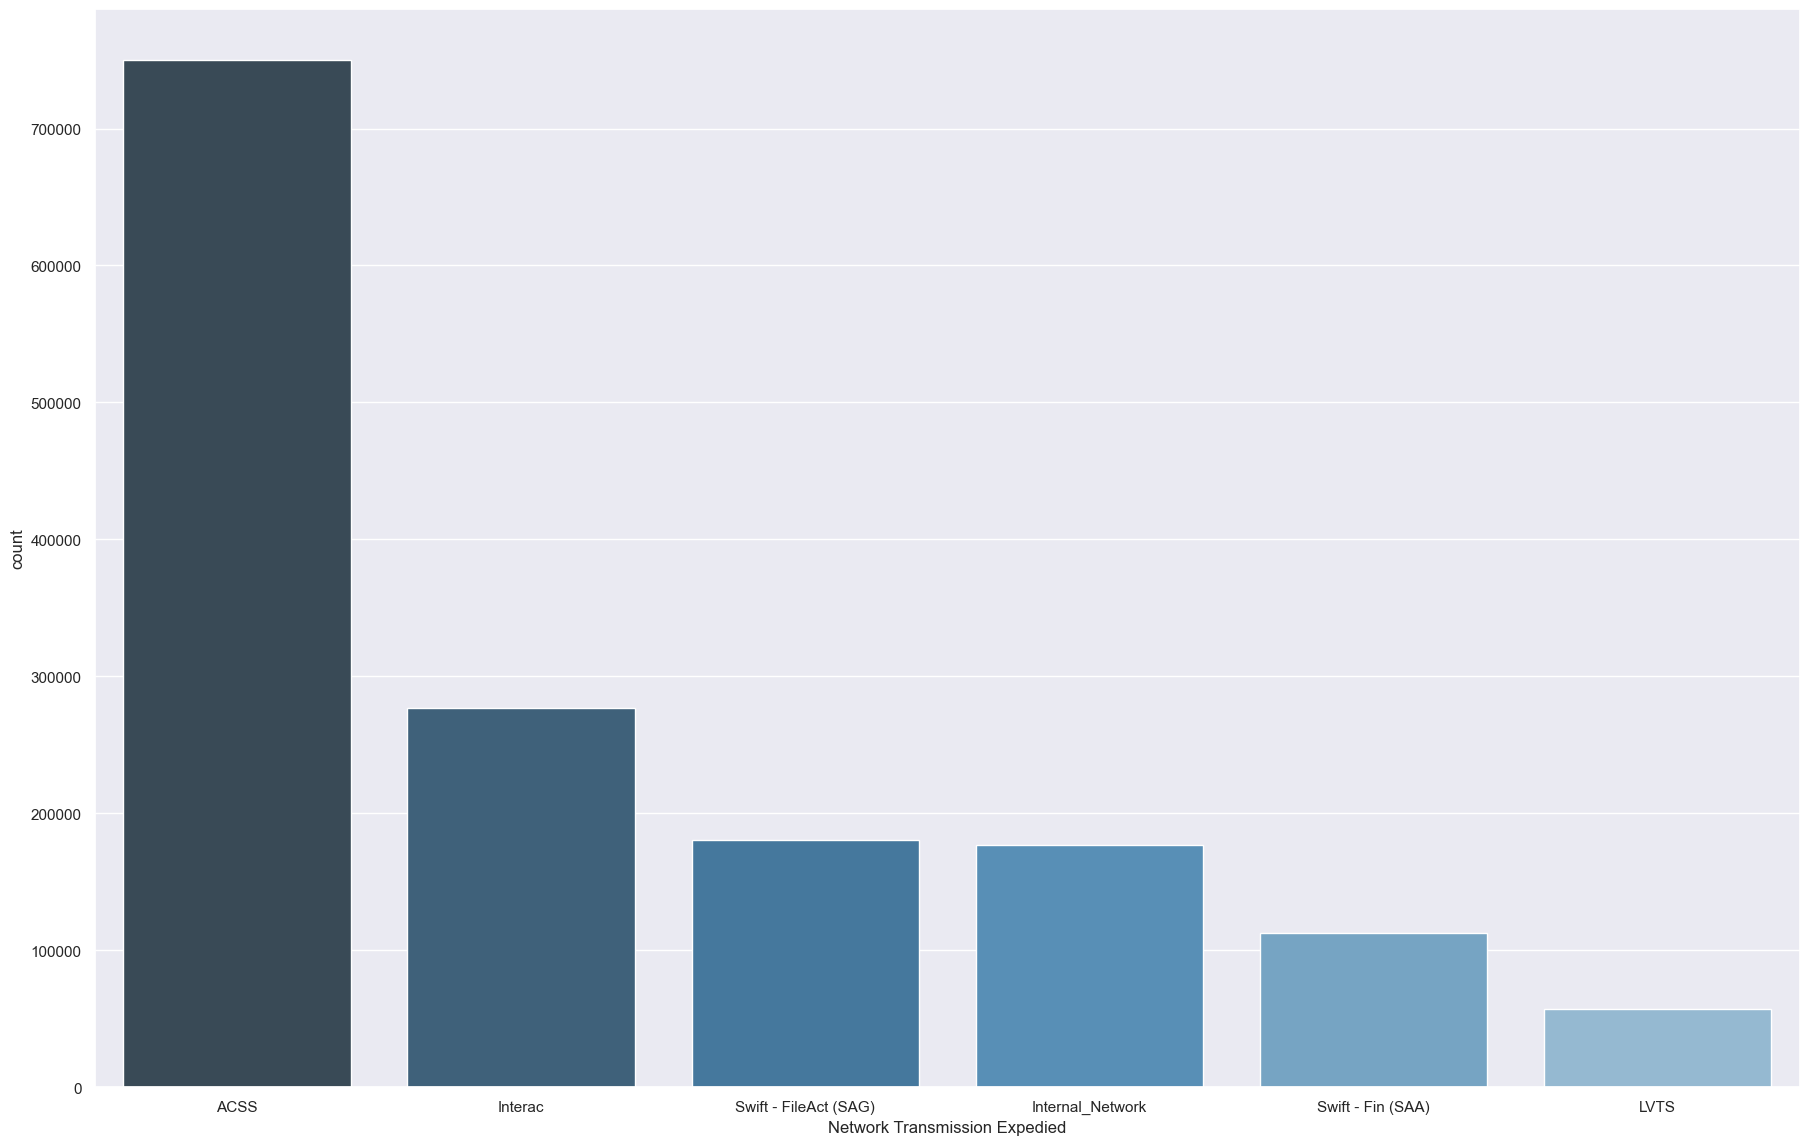 700000
600000
500000
400000
300000
200000
100000
0
count
ACSS
Interac
Swift - FileAct (SAG)
Internal_Network
Swift - Fin (SAA)
LVTS
Network Transmission Expedied